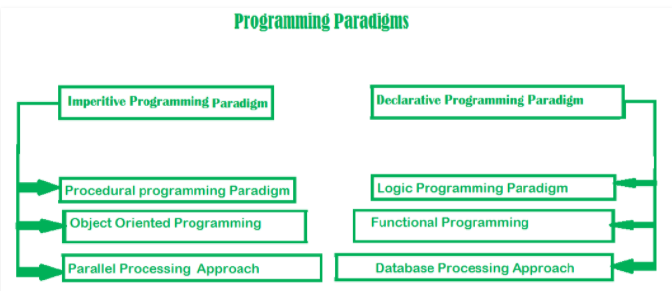 Programming Paradigms
Imperitive Programming Paradigm
Declarative Programming Paradigm
Procedural programming Paradigm
Logic Programming Paradigm
Object Oriented Programming
Functional Programming
Parallel Processing Approach
Database Processing Approach